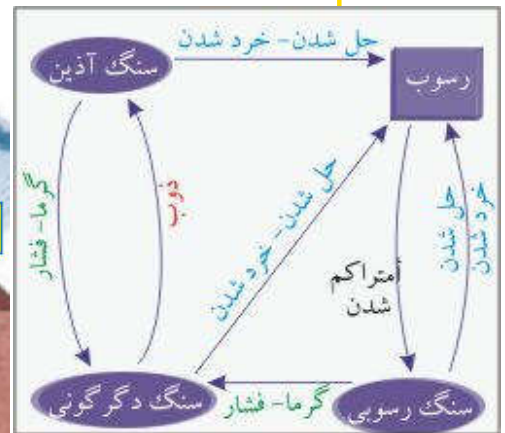 حل شدن - خرد شدن
سنگ آذین
رسوب
گرما - فشار
ذوب
حل شدن - خرد شدن
أمتراکم
شدن
حل شدن
خرد شدن
سنگ دگرگونی
گرما - فشار
سنگ رسوبی